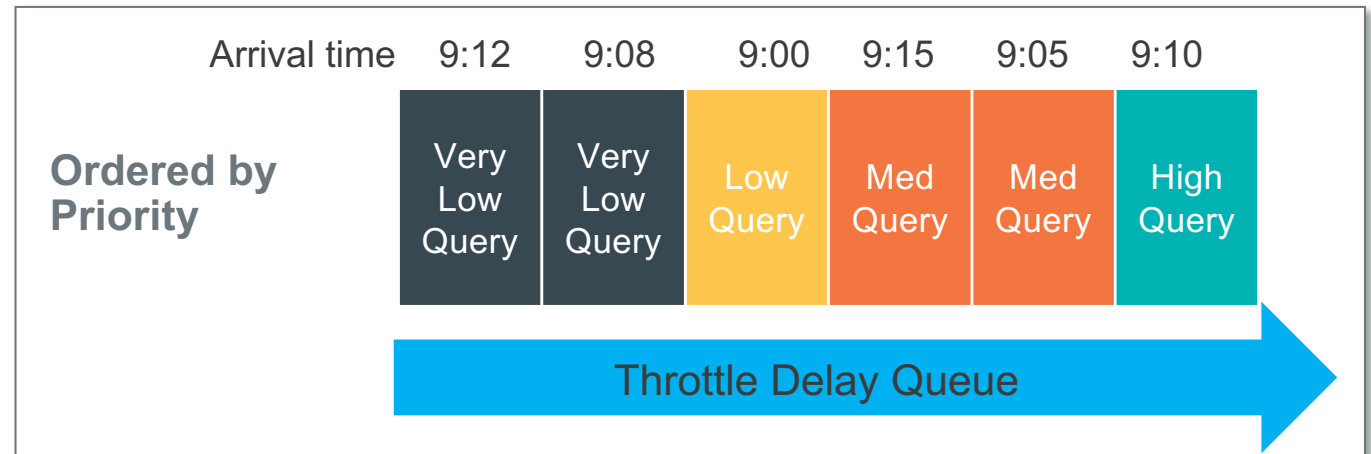 Arrival time 9:12 9:08 9:00 9:15 9:05 9:10
Ordered by
Priority
Very
Low
Query
Very
Low
Query
Low
Query
Med
Query
Med
Query
High
Query
Throttle Delay Queue